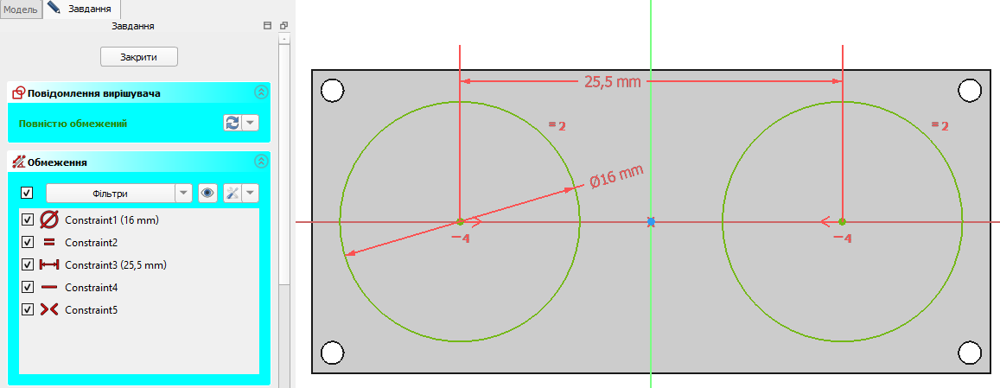 Модель
Завдання
Завдання
Закрити
Повідомлення вирішувача
Повністю обмежений
Обмеження
Фільтри
Constraint1 (16 mm)
Constraint2
Constraint3 (25,5 mm)
Constraint4
Constraint5
25,5 mm
=2
=2
Ø16 mm
−4
−4